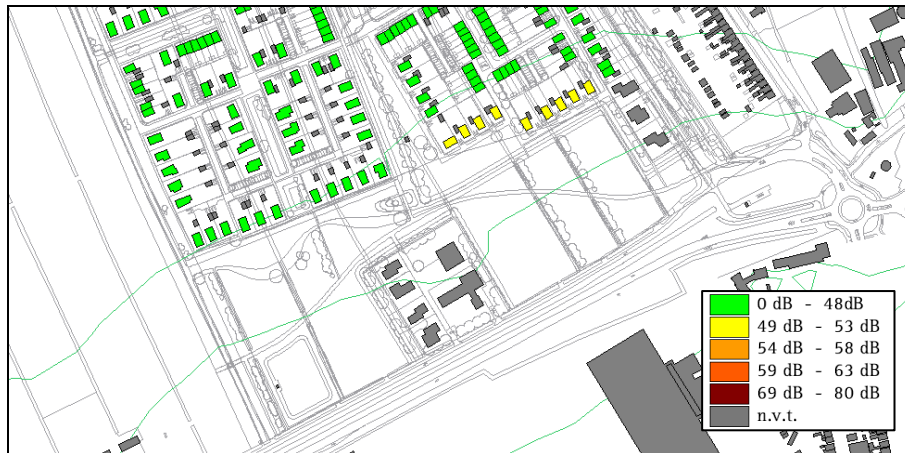 0 dB - 48dB
49 dB - 53 dB
54 dB - 58 dB
59 dB - 63 dB
69 dB - 80 dB
n.v.t.